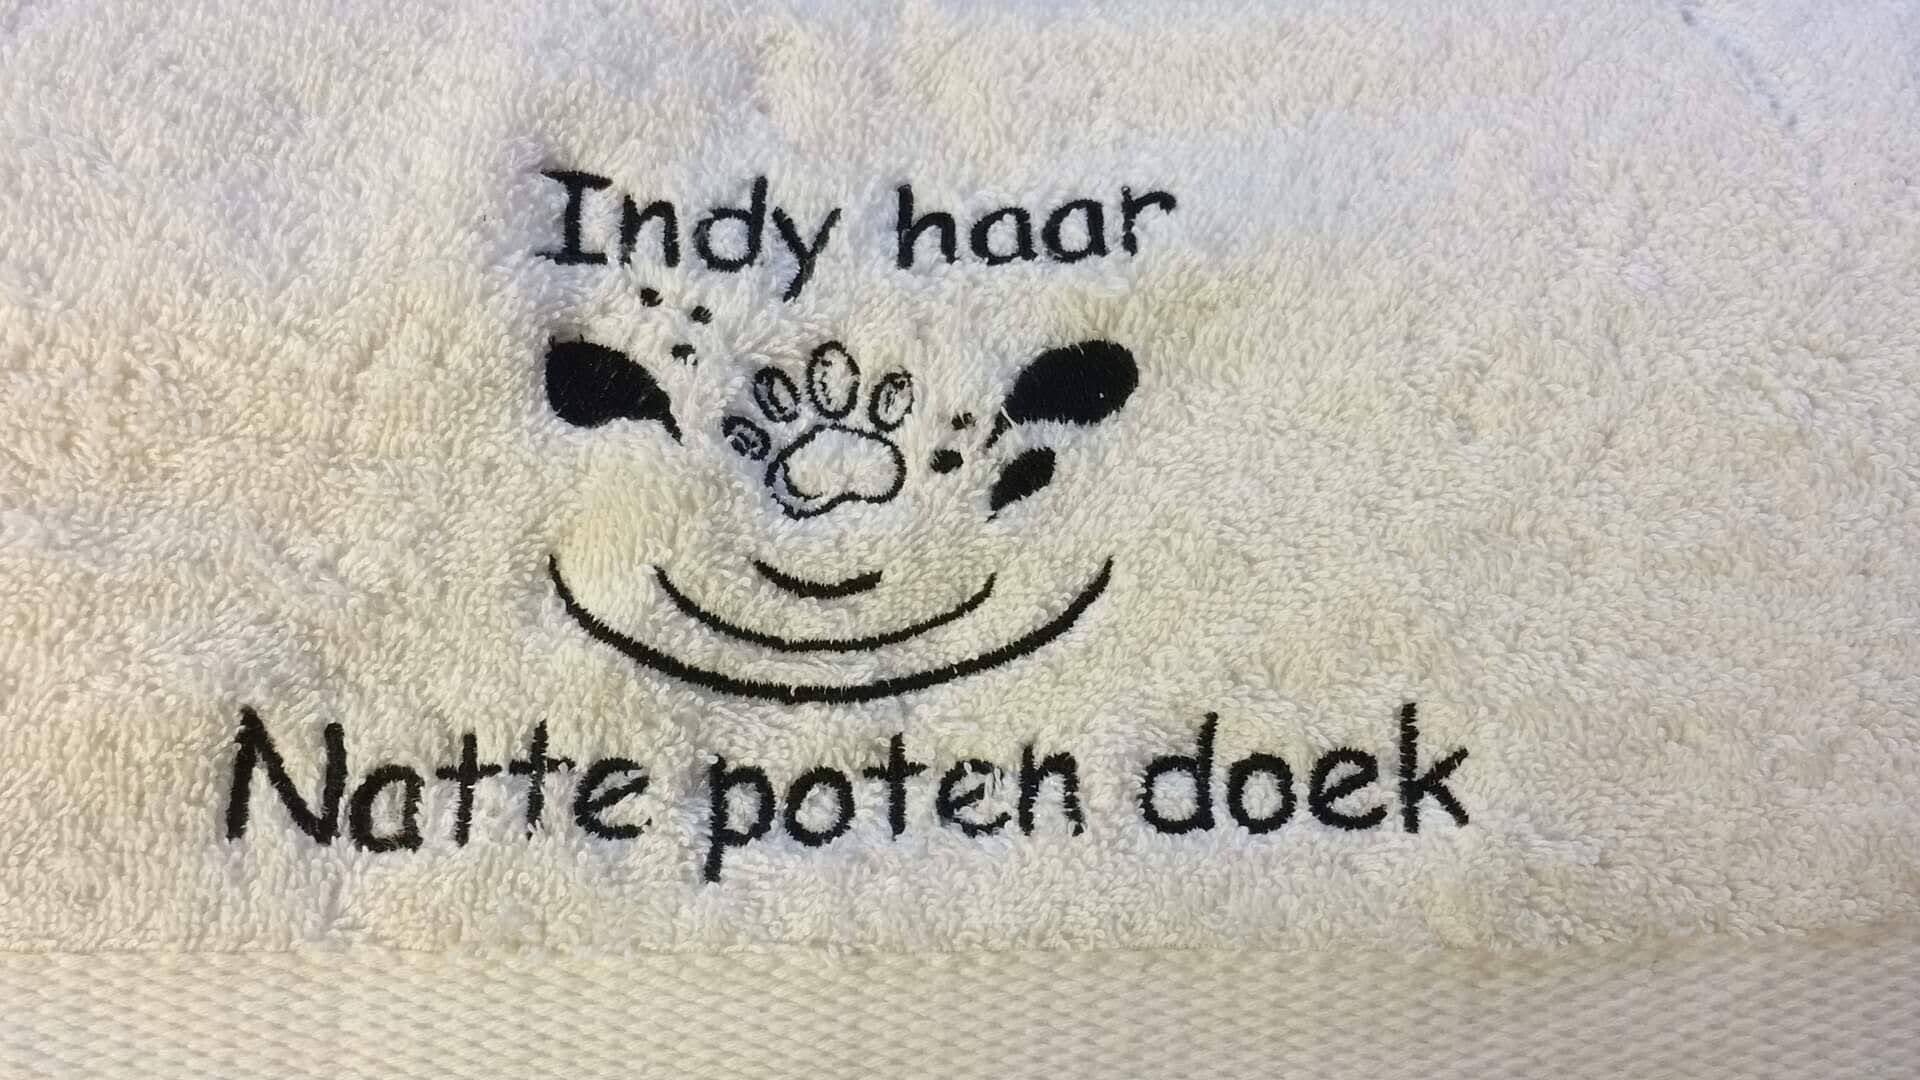 Indy haar
Natte poten doek